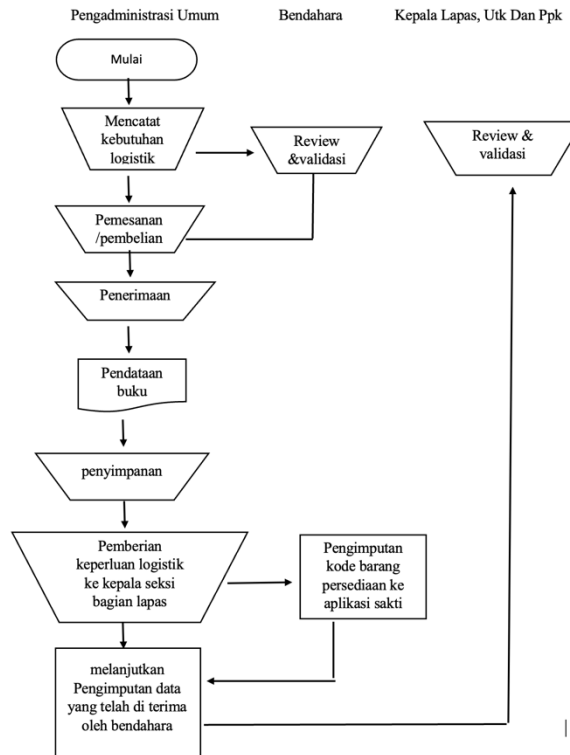 Pengadministrasi Umum
Bendahara
Kepala Lapas, Utk Dan Ppk
Mulai
Mencatat
kebutuhan
logistik
Review
&validasi
Review &
validasi
Pemesanan
/pembelian
Penerimaan
Pendataan
buku
penyimpanan
Pemberian
keperluan logistik
ke kepala seksi
bagian lapas
Pengimputan
kode barang
persediaan ke
aplikasi sakti
melanjutkan
Pengimputan data
yang telah di terima
oleh bendahara